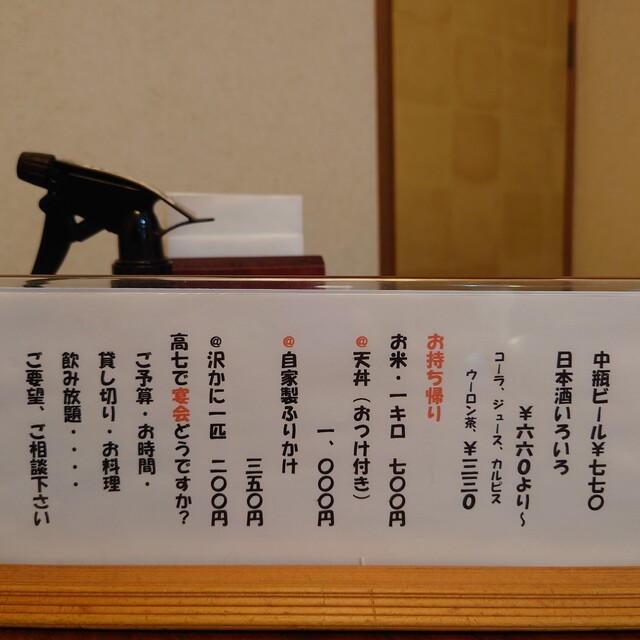 中瓶ビール￥七七〇
日本酒いろいろ
￥六六〇より～
コーラ、ジュース、カルピス
ウーロン茶、￥三三〇
お持ち帰り
お米・一キロ 七〇〇円
@天丼（おつけ付き）
一、〇〇〇円
@自家製ふりかけ
三五〇円
@沢かに一匹 二〇〇円
高七で宴会どうですか？
ご予算・お時間・
貸し切り・お料理
飲み放題・・・・
ご要望、ご相談下さい